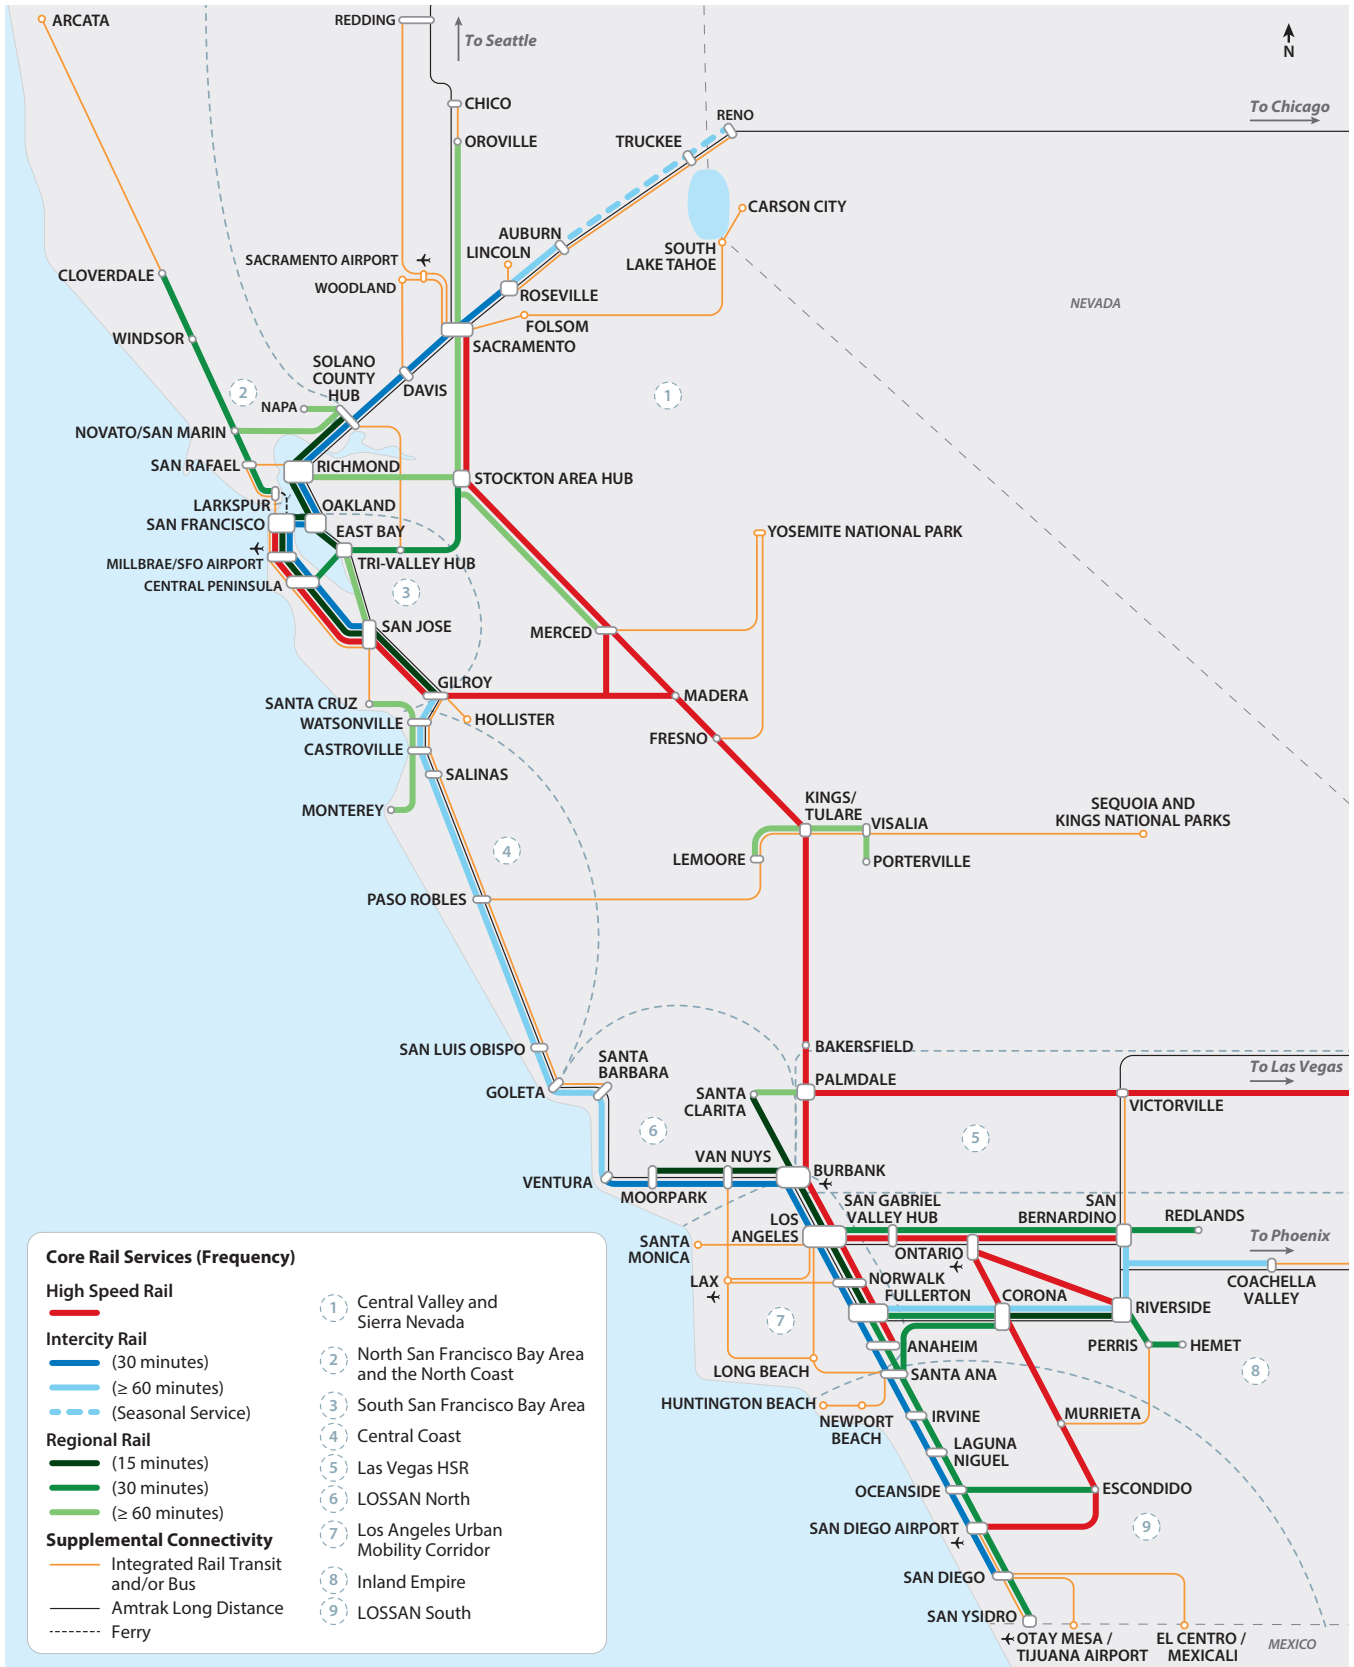 ARCATA
REDDING
To Seattle
N
CHICO
To Chicago
RENO
OROVILLE
TRUCKEE
CARSON CITY
AUBURN
SACRAMENTO AIRPORT
LINCOLN
SOUTH
LAKE TAHOE
CLOVERDALE
WOODLAND
ROSEVILLE
NEVADA
FOLSOM
WINDSOR
SACRAMENTO
SOLANO
COUNTY
HUB
DAVIS
2
1
NAPA
NOVATO/SAN MARIN
SAN RAFAEL
RICHMOND
STOCKTON AREA HUB
LARKSPUR
OAKLAND
SAN FRANCISCO
EAST BAY
YOSEMITE NATIONAL PARK
MILLBRAE/SFO AIRPORT
TRI-VALLEY HUB
CENTRAL PENINSULA
3
SAN JOSE
MERCED
GILROY
SANTA CRUZ
MADERA
WATSONVILLE
HOLLISTER
FRESNO
CASTROVILLE
SALINAS
MONTEREY
KINGS/
TULARE
VISALIA
SEQUOIA AND
KINGS NATIONAL PARKS
4
LEMOORE
PORTERVILLE
PASO ROBLES
SAN LUIS OBISPO
BAKERSFIELD
SANTA
BARBARA
To Las Vegas
GOLETA
PALMDALE
SANTA
CLARITA
VICTORVILLE
6
5
VAN NUYS
BURBANK
VENTURA
MOORPARK
SAN GABRIEL
VALLEY HUB
SAN
BERNARDINO
REDLANDS
LOS
ANGELES
To Phoenix
SANTA
MONICA
ONTARIO
LAX
NORWALK
COACHELLA
VALLEY
FULLERTON
CORONA
RIVERSIDE
7
ANAHEIM
PERRIS
HEMET
LONG BEACH
SANTA ANA
8
HUNTINGTON BEACH
NEWPORT
BEACH
IRVINE
MURRIETA
LAGUNA
NIGUEL
OCEANSIDE
ESCONDIDO
SAN DIEGO AIRPORT
9
SAN DIEGO
SAN YSIDRO
OTAY MESA /
TIJUANA AIRPORT
EL CENTRO /
MEXICALI
MEXICO
Core Rail Services (Frequency)
High Speed Rail
Intercity Rail
(30 minutes)
(≥ 60 minutes)
(Seasonal Service)
Regional Rail
(15 minutes)
(30 minutes)
(≥ 60 minutes)
Supplemental Connectivity
Integrated Rail Transit
and/or Bus
Amtrak Long Distance
Ferry
1 Central Valley and
Sierra Nevada
2 North San Francisco Bay Area
and the North Coast
3 South San Francisco Bay Area
4 Central Coast
5 Las Vegas HSR
6 LOSSAN North
7 Los Angeles Urban
Mobility Corridor
8 Inland Empire
9 LOSSAN South